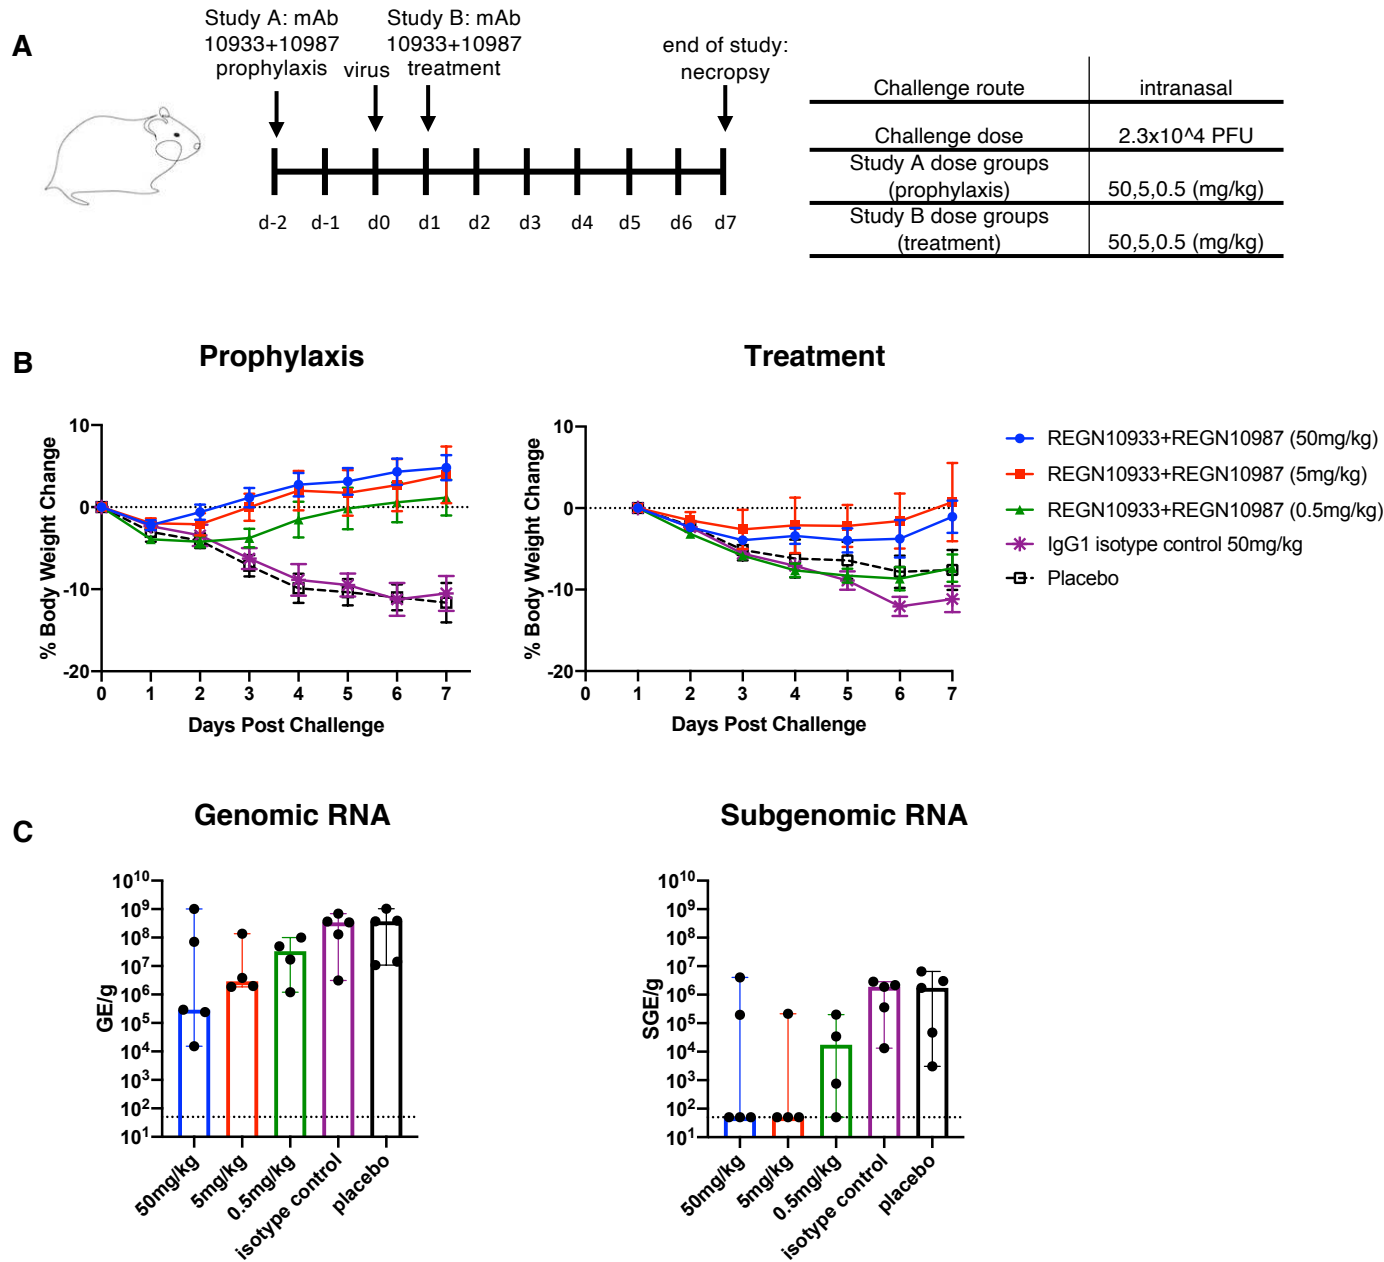 A
Study A: mAb
10933+10987
prophylaxis
virus
Study B: mAb
10933+10987
treatment
end of study:
necropsy
d-2 d-1 d0 d1 d2 d3 d4 d5 d6 d7
Challenge route intranasal
Challenge dose 2.3x10^4 PFU
Study A dose groups
(prophylaxis) 50,5,0.5 (mg/kg)
Study B dose groups
(treatment) 50,5,0.5 (mg/kg)
B
Prophylaxis
% Body Weight Change
10
0
-10
-20
0 1 2 3 4 5 6 7
Days Post Challenge
Treatment
% Body Weight Change
10
0
-10
-20
0 1 2 3 4 5 6 7
Days Post Challenge
REGN10933+REGN10987 (50mg/kg)
REGN10933+REGN10987 (5mg/kg)
REGN10933+REGN10987 (0.5mg/kg)
IgG1 isotype control 50mg/kg
Placebo
C
Genomic RNA
GE/g
10^10
10^9
10^8
10^7
10^6
10^5
10^4
10^3
10^2
10^1
50mg/kg
5mg/kg
0.5mg/kg
isotype control
placebo
Subgenomic RNA
SGE/g
10^10
10^9
10^8
10^7
10^6
10^5
10^4
10^3
10^2
10^1
50mg/kg
5mg/kg
0.5mg/kg
isotype control
placebo